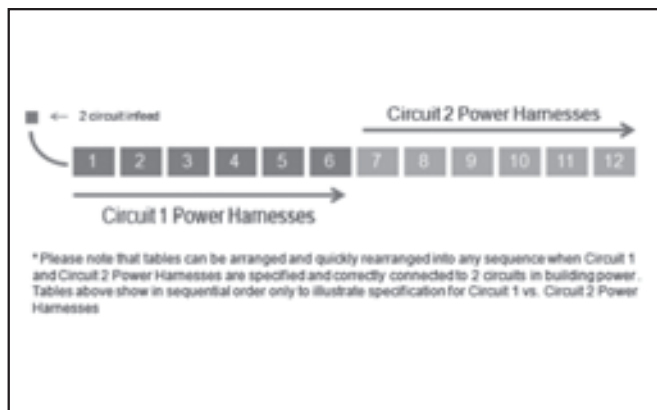 2 circuit infeed
Circuit 2 Power Harnesses
1 2 3 4 5 6 7 8 9 10 11 12
Circuit 1 Power Harnesses
* Please note that tables can be arranged and quickly rearranged into any sequence when Circuit 1
and Circuit 2 Power Harnesses are specified and correctly connected to 2 circuits in building power.
Tables above show in sequential order only to illustrate specification for Circuit 1 vs. Circuit 2 Power
Harnesses